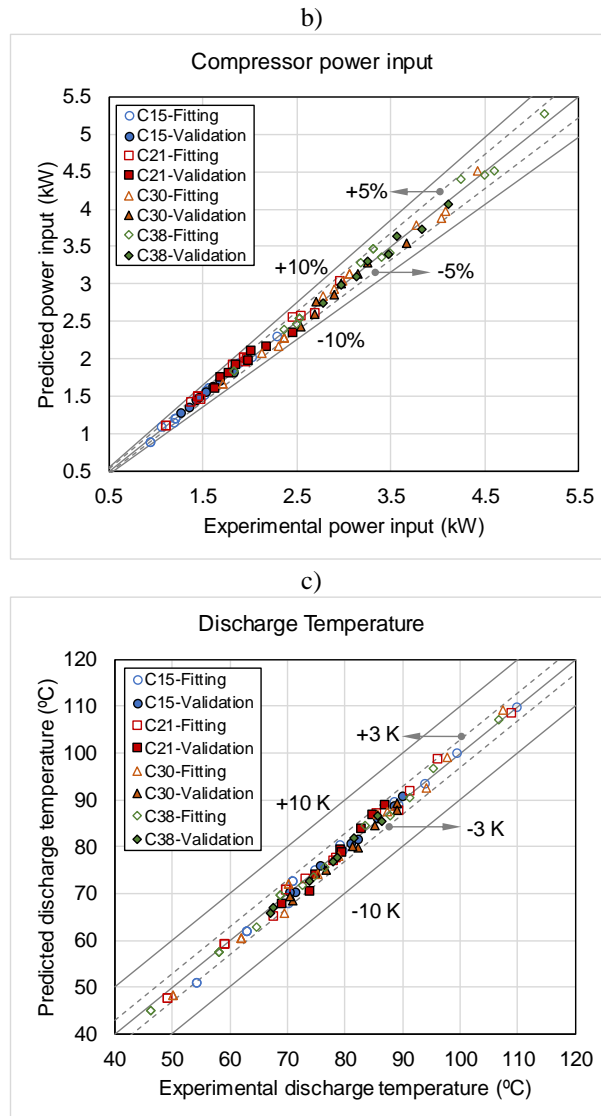 b)
Compressor power input
5.5
5
4.5
4
3.5
3
2.5
2
1.5
1
0.5
Predicted power input (kW)
C15-Fitting
C15-Validation
C21-Fitting
C21-Validation
C30-Fitting
C30-Validation
C38-Fitting
C38-Validation
+5%
+10%
-5%
-10%
0.5 1.5 2.5 3.5 4.5 5.5
Experimental power input (kW)
c)
Discharge Temperature
120
110
100
90
80
70
60
50
40
Predicted discharge temperature (ºC)
C15-Fitting
C15-Validation
C21-Fitting
C21-Validation
C30-Fitting
C30-Validation
C38-Fitting
C38-Validation
+3 K
+10 K
-3 K
-10 K
40 50 60 70 80 90 100 110 120
Experimental discharge temperature (ºC)